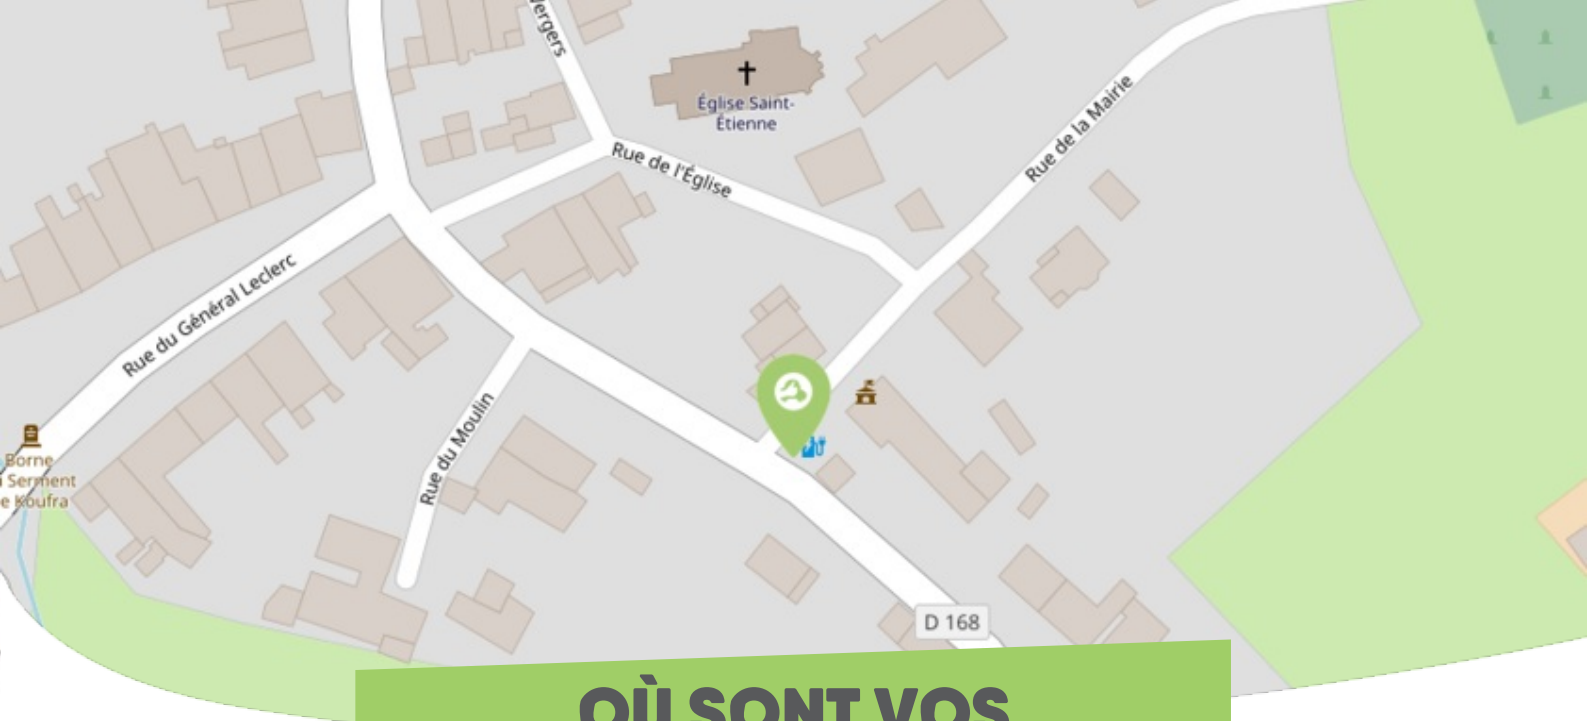 Vergers
Église Saint-
Étienne
Rue de l'Église
Rue de la Mairie
Rue du Général Leclerc
Rue du Moulin
Borne
Serment
e Koufra
D 168
OÙ SONT VOS